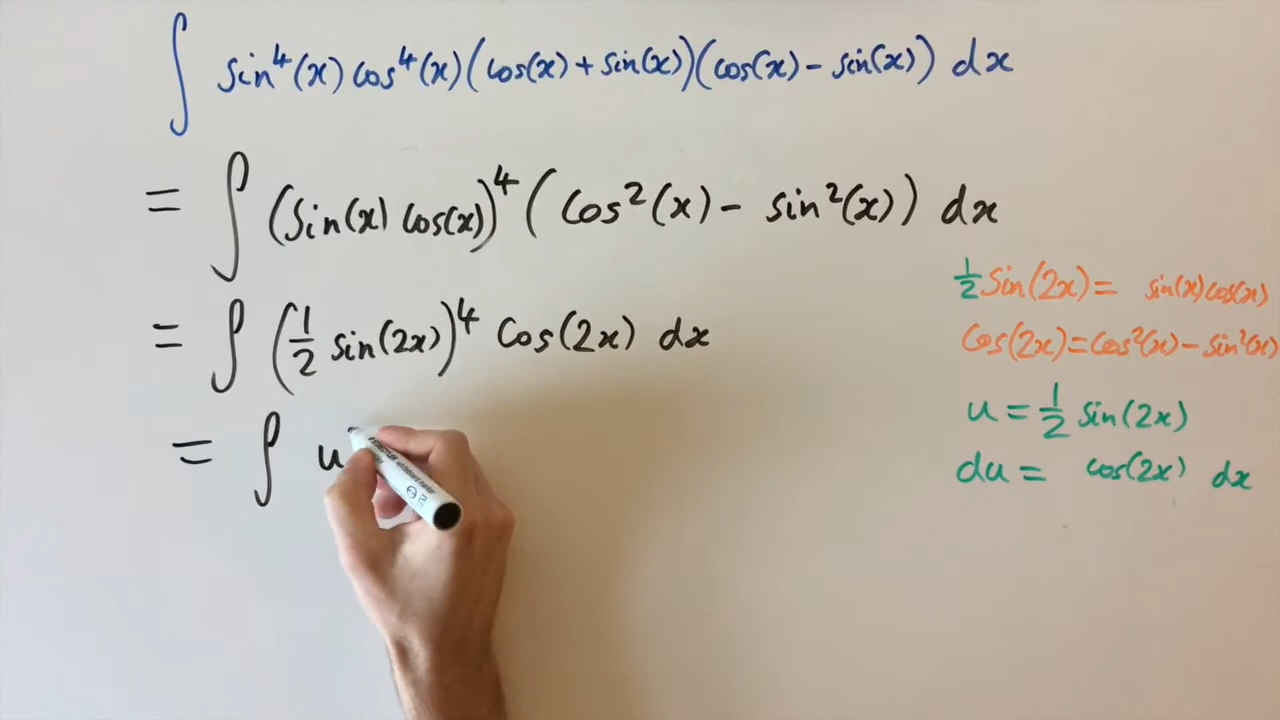 ∫ sin⁴(x) cos⁴(x) (cos(x) + sin(x)) (cos(x) - sin(x)) dx
= ∫ (sin(x) cos(x))⁴ (cos²(x) - sin²(x)) dx
½ sin(2x) = sin(x) cos(x)
cos(2x) = cos²(x) - sin²(x)
= ∫ (½ sin(2x))⁴ cos(2x) dx
u = ½ sin(2x)
du = cos(2x) dx
= ∫ u